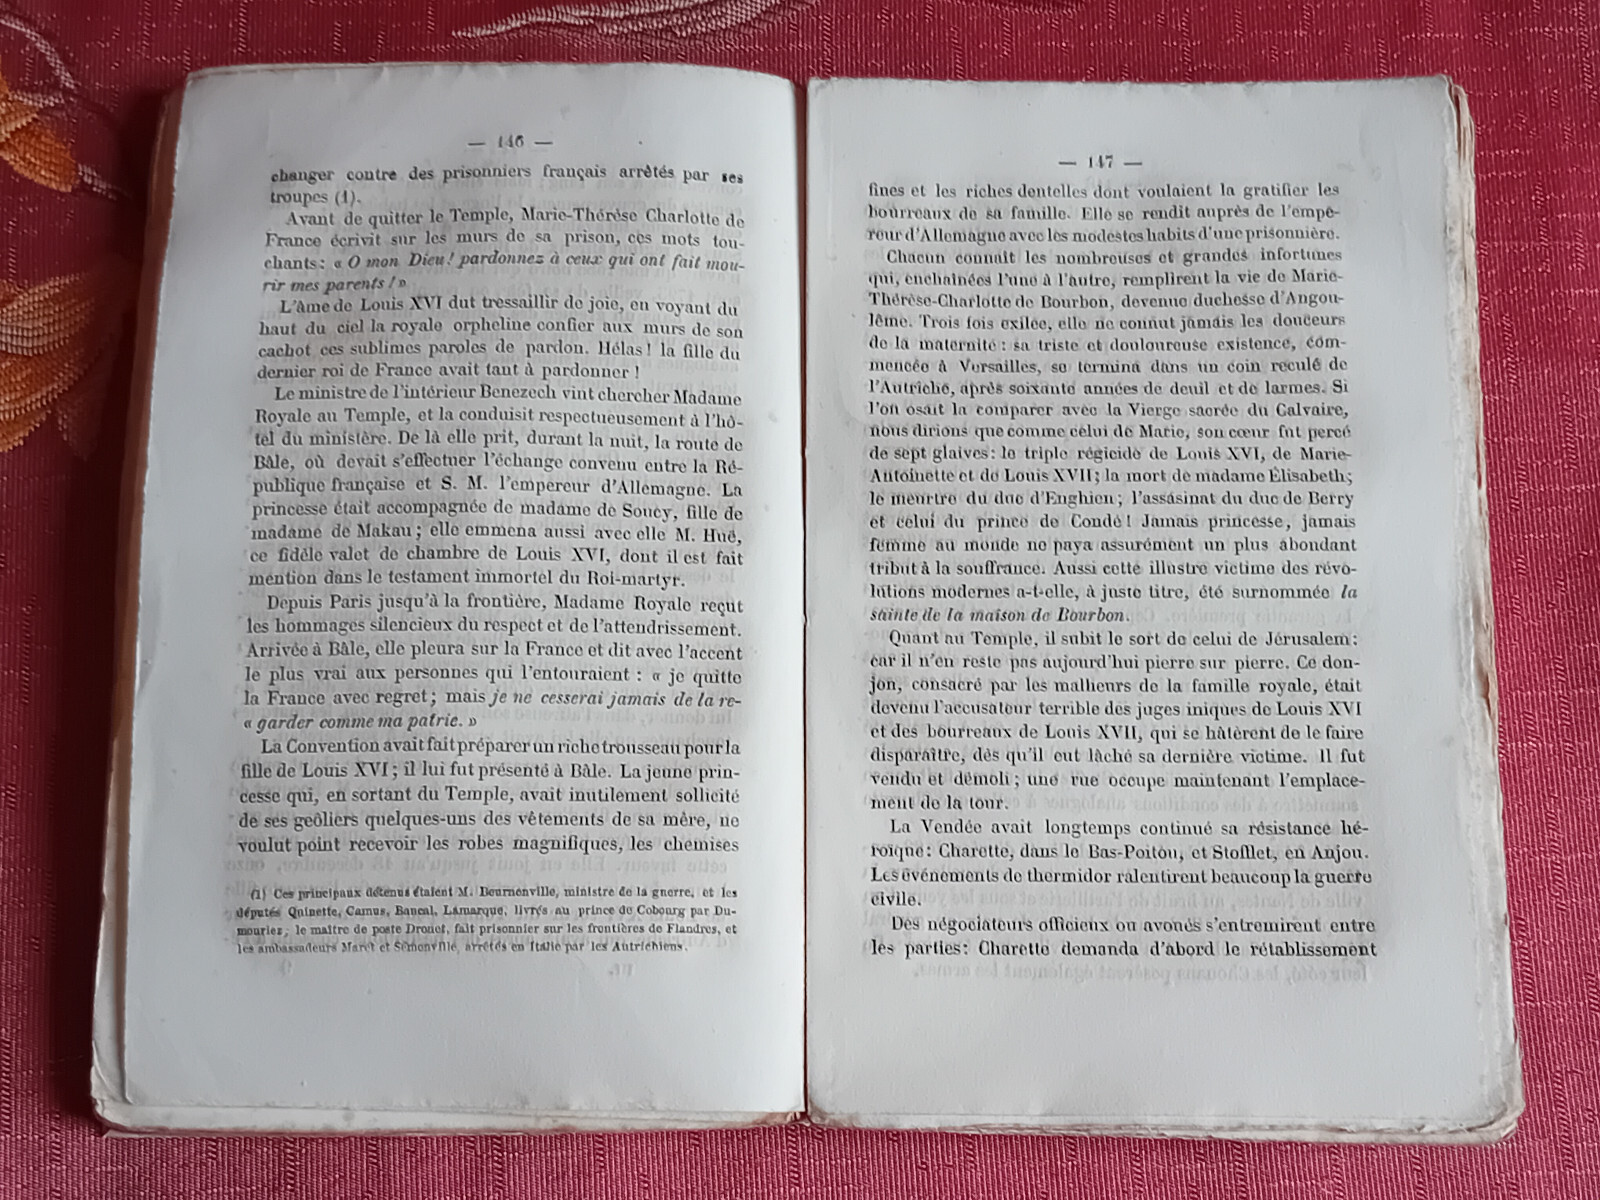 — 146 —
changer contre des prisonniers français arrêtés par ses
troupes (1).
Avant de quitter le Temple, Marie-Thérèse Charlotte de
France écrivit sur les murs de sa prison, ces mots tou-
chants: « O mon Dieu! pardonnez à ceux qui ont fait mou-
rir mes parents! »
L'âme de Louis XVI dut tressaillir de joie, en voyant du
haut du ciel la royale orpheline confier aux murs de son
cachot ces sublimes paroles de pardon. Hélas! la fille du
dernier roi de France avait tant à pardonner!
Le ministre de l'intérieur Benezech vint chercher Madame
Royale au Temple, et la conduisit respectueusement à l'hô-
tel du ministère. De là elle prit, durant la nuit, la route de
Bâle, où devait s'effectuer l'échange convenu entre la Ré-
publique française et S. M. l'empereur d'Allemagne. La
princesse était accompagnée de madame de Soucy, fille de
madame de Makau; elle emmena aussi avec elle M. Huë,
ce fidèle valet de chambre de Louis XVI, dont il est fait
mention dans le testament immortel du Roi-martyr.
Depuis Paris jusqu'à la frontière, Madame Royale reçut
les hommages silencieux du respect et de l'attendrissement.
Arrivée à Bâle, elle pleura sur la France et dit avec l'accent
le plus vrai aux personnes qui l'entouraient : « je quitte
la France avec regret; mais je ne cesserai jamais de la re-
« garder comme ma patrie. »
La Convention avait fait préparer un riche trousseau pour la
fille de Louis XVI; il lui fut présenté à Bâle. La jeune prin-
cesse qui, en sortant du Temple, avait inutilement sollicité
de ses geôliers quelques-uns des vêtements de sa mère, ne
voulut point recevoir les robes magnifiques, les chemises
(1) Ces principaux détenus étaient M. Bournonville, ministre de la guerre, et les
députés Quinette, Camus, Bancal, Lamarque, livrés au prince de Cobourg par Du-
mouriez; le maître de poste Drouet, fait prisonnier sur les frontières de Flandres, et
les ambassadeurs Maret et Sémonville, arrêtés en Italie par les Autrichiens.
— 147 —
fines et les riches dentelles dont voulaient la gratifier les
bourreaux de sa famille. Elle se rendit auprès de l'empe-
reur d'Allemagne avec les modestes habits d'une prisonnière.
Chacun connaît les nombreuses et grandes infortunes
qui, enchaînées l'une à l'autre, remplirent la vie de Marie-
Thérèse-Charlotte de Bourbon, devenue duchesse d'Angou-
lême. Trois fois exilée, elle ne connut jamais les douceurs
de la maternité : sa triste et douloureuse existence, com-
mencée à Versailles, se termina dans un coin reculé de
l'Autriche, après soixante années de deuil et de larmes. Si
l'on osait la comparer avec la Vierge sacrée du Calvaire,
nous dirions que comme celui de Marie, son cœur fut percé
de sept glaives: le triple régicide de Louis XVI, de Marie-
Antoinette et de Louis XVII; la mort de madame Élisabeth;
le meurtre du duc d'Enghien; l'assasinat du duc de Berry
et celui du prince de Condé! Jamais princesse, jamais
femme au monde ne paya assurément un plus abondant
tribut à la souffrance. Aussi cette illustre victime des révo-
lutions modernes a-t-elle, à juste titre, été surnommée la
sainte de la maison de Bourbon.
Quant au Temple, il subit le sort de celui de Jérusalem:
car il n'en reste pas aujourd'hui pierre sur pierre. Ce don-
jon, consacré par les malheurs de la famille royale, était
devenu l'accusateur terrible des juges iniques de Louis XVI
et des bourreaux de Louis XVII, qui se hâtèrent de le faire
disparaître, dès qu'il eut lâché sa dernière victime. Il fut
vendu et démoli; une rue occupe maintenant l'emplace-
ment de la tour.
La Vendée avait longtemps continué sa résistance hé-
roïque: Charette, dans le Bas-Poitou, et Stofflet, en Anjou.
Les événements de thermidor ralentirent beaucoup la guerre
civile.
Des négociateurs officieux ou avoués s'entremirent entre
les parties: Charette demanda d'abord le rétablissement